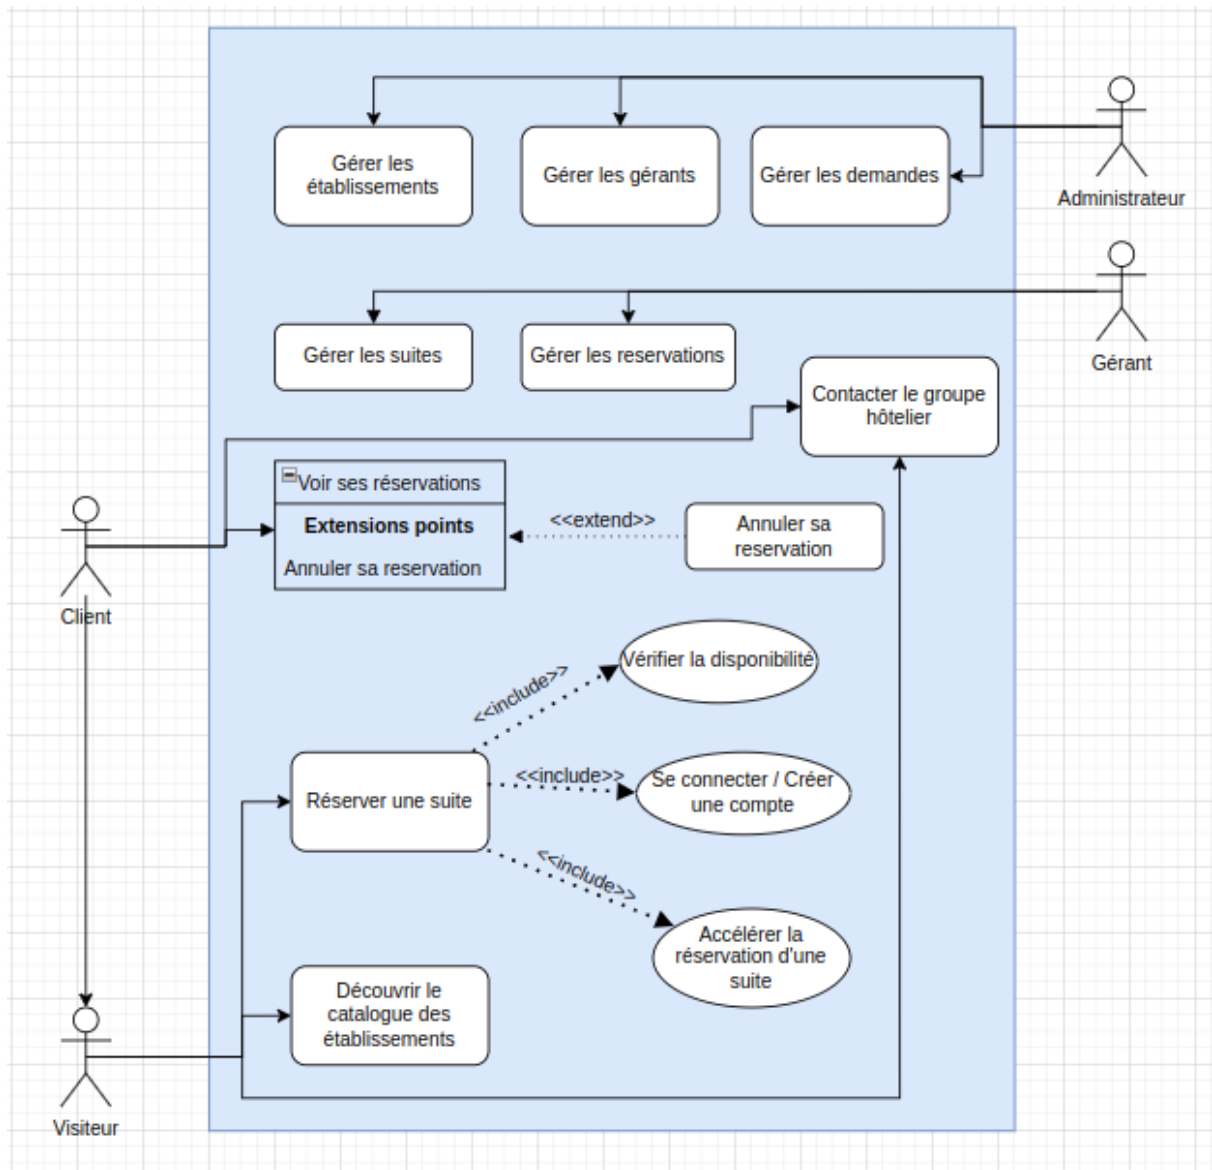 Gérer les
établissements
Gérer les gérants
Gérer les demandes
Administrateur
Gérer les suites
Gérer les reservations
Gérant
Contacter le groupe
hôtelier
Voir ses réservations
Extensions points
Annuler sa reservation
<<extend>>
Annuler sa
reservation
Client
Vérifier la disponibilité
<<include>>
Réserver une suite
<<include>>
Se connecter / Créer
une compte
<<include>>
Accélérer la
réservation d'une
suite
Découvrir le
catalogue des
établissements
Visiteur